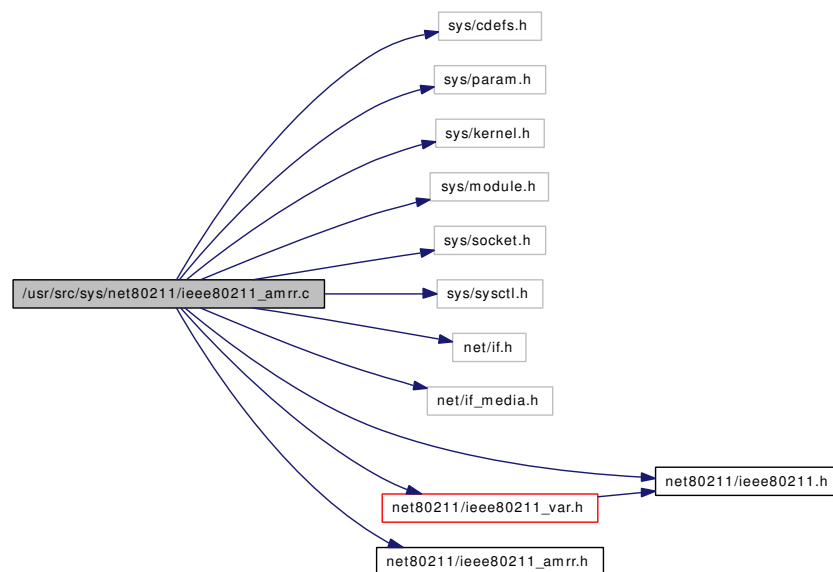 sys/cdefs.h
sys/param.h
sys/kernel.h
sys/module.h
sys/socket.h
/usr/src/sys/net80211/ieee80211_amrr.c
sys/sysctl.h
net/if.h
net/if_media.h
net80211/ieee80211.h
net80211/ieee80211_var.h
net80211/ieee80211_amrr.h